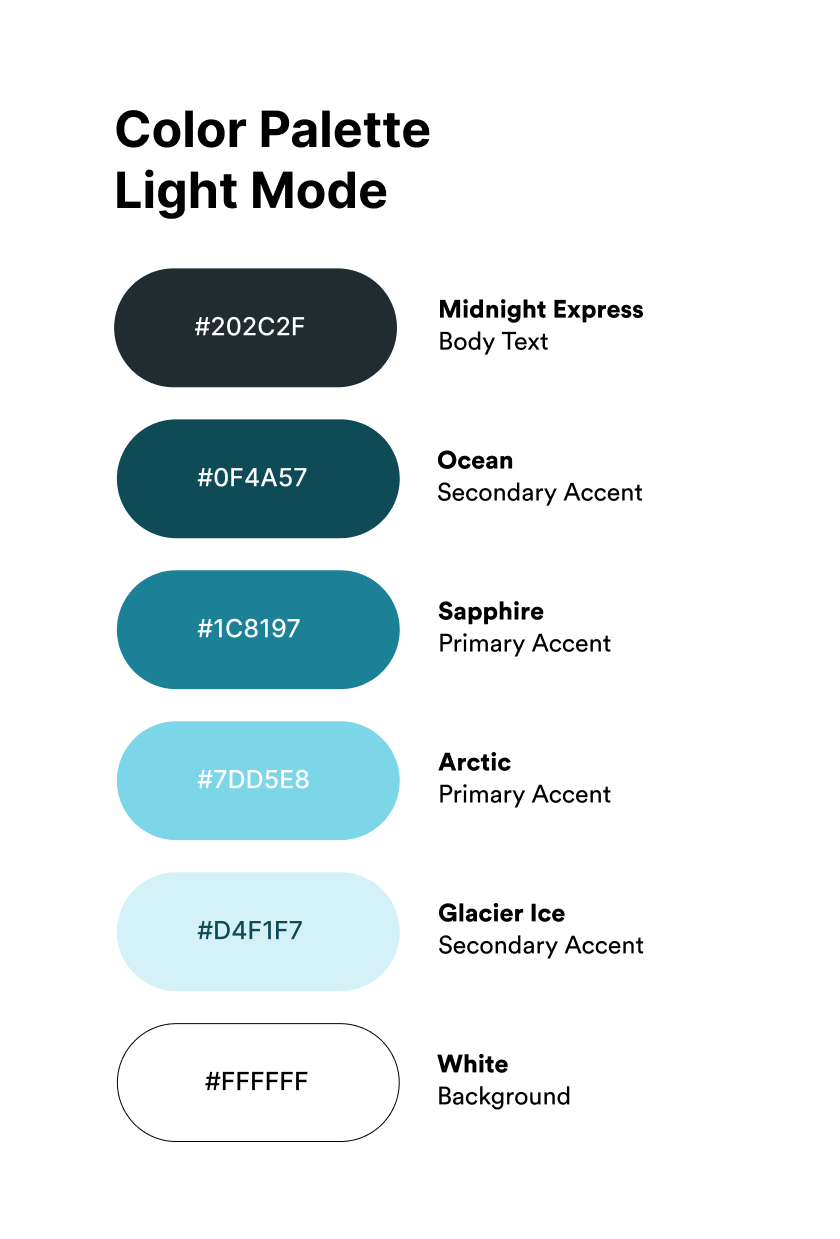 Color Palette
Light Mode
#202C2F
Midnight Express
Body Text
#0F4A57
Ocean
Secondary Accent
#1C8197
Sapphire
Primary Accent
#7DD5E8
Arctic
Primary Accent
#D4F1F7
Glacier Ice
Secondary Accent
#FFFFFF
White
Background